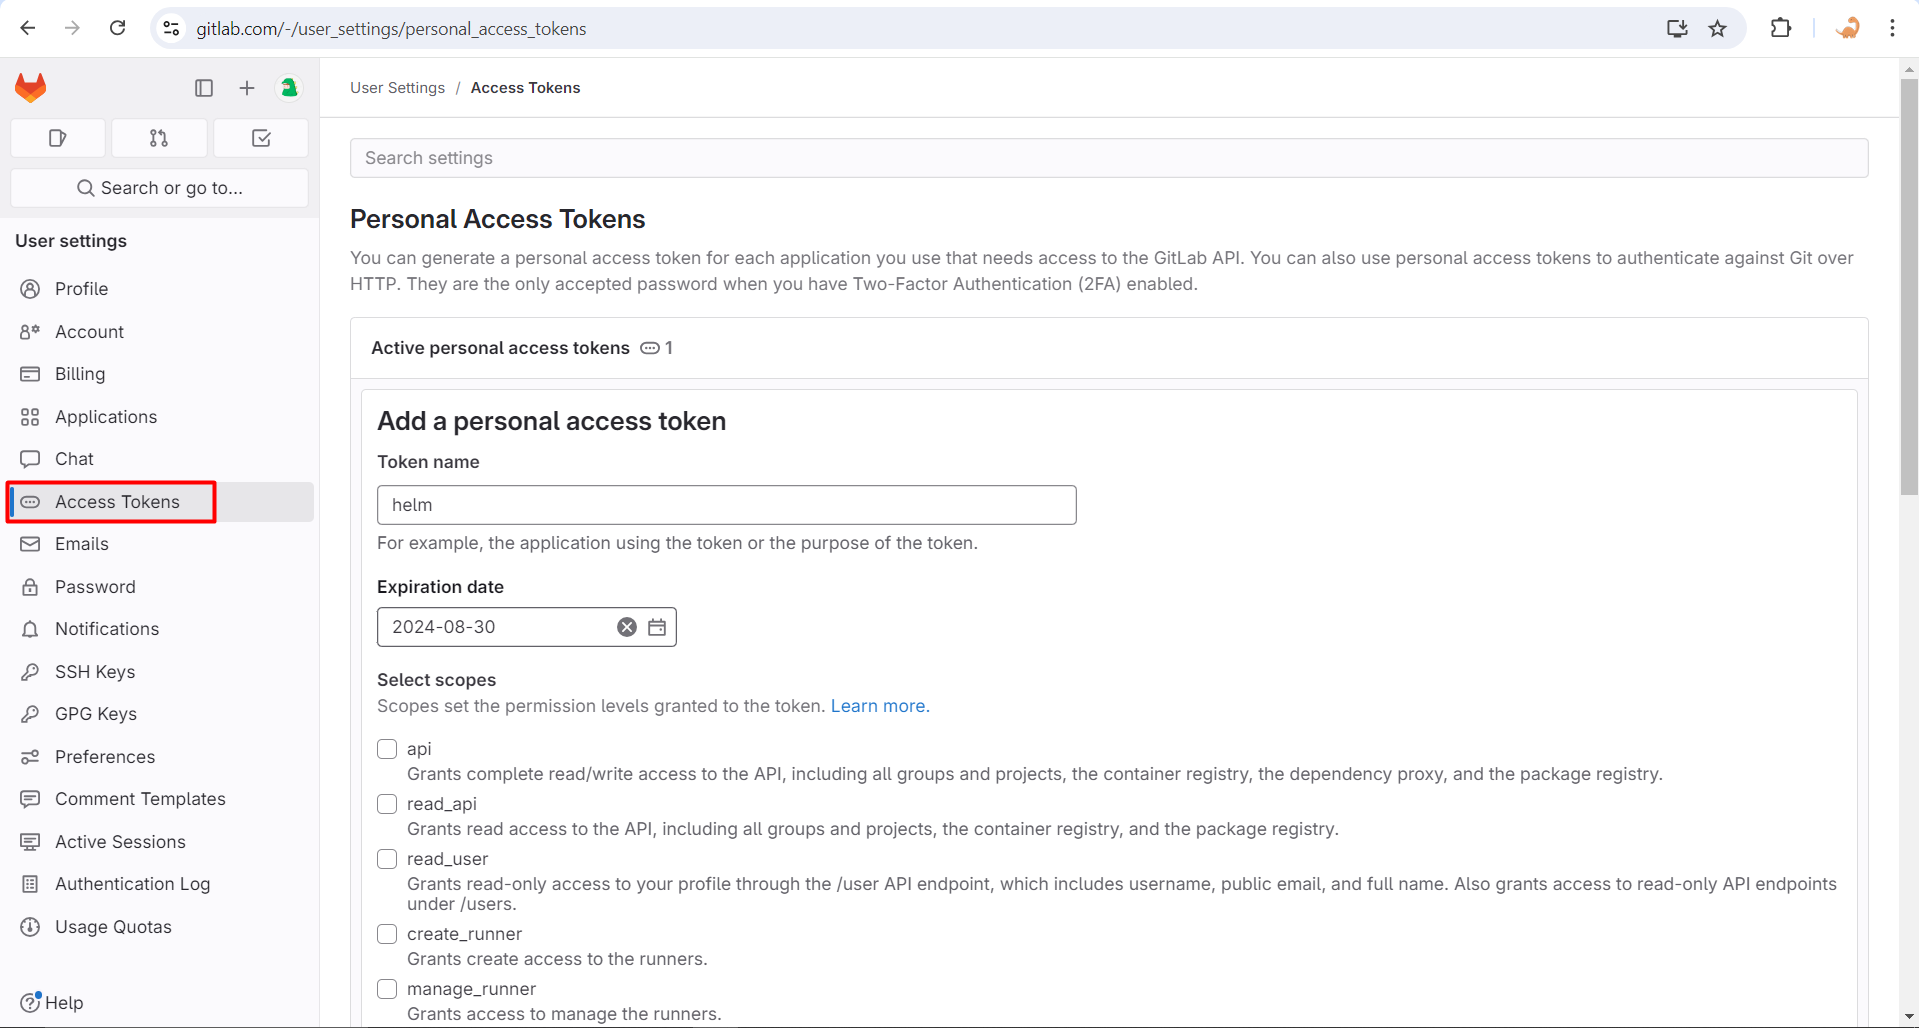 gitlab.com/-/user_settings/personal_access_tokens
User Settings / Access Tokens
Search or go to...
User settings
Profile
Account
Billing
Applications
Chat
Access Tokens
Emails
Password
Notifications
SSH Keys
GPG Keys
Preferences
Comment Templates
Active Sessions
Authentication Log
Usage Quotas
Help
Search settings
Personal Access Tokens
You can generate a personal access token for each application you use that needs access to the GitLab API. You can also use personal access tokens to authenticate against Git over
HTTP. They are the only accepted password when you have Two-Factor Authentication (2FA) enabled.
Active personal access tokens 1
Add a personal access token
Token name
helm
For example, the application using the token or the purpose of the token.
Expiration date
2024-08-30
Select scopes
Scopes set the permission levels granted to the token. Learn more.
api
Grants complete read/write access to the API, including all groups and projects, the container registry, the dependency proxy, and the package registry.
read_api
Grants read access to the API, including all groups and projects, the container registry, and the package registry.
read_user
Grants read-only access to your profile through the /user API endpoint, which includes username, public email, and full name. Also grants access to read-only API endpoints
under /users.
create_runner
Grants create access to the runners.
manage_runner
Grants access to manage the runners.